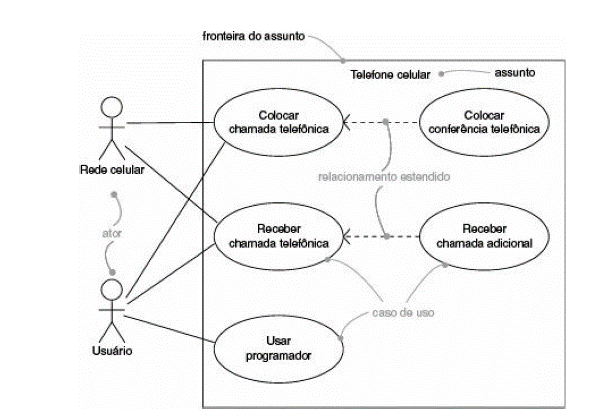 fronteira do assunto
Telefone celular
assunto
Colocar
chamada telefônica
Colocar
conferência telefônica
Rede celular
relacionamento estendido
ator
Receber
chamada telefônica
Receber
chamada adicional
caso de uso
Usuário
Usar
programador